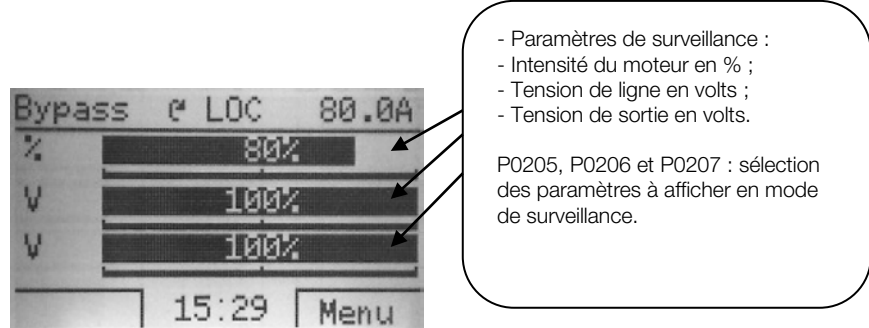 Bypass ↻ LOC 80.0A
% 80%
V 100%
V 100%
15:29 Menu
- Paramètres de surveillance :
- Intensité du moteur en % ;
- Tension de ligne en volts ;
- Tension de sortie en volts.
P0205, P0206 et P0207 : sélection
des paramètres à afficher en mode
de surveillance.